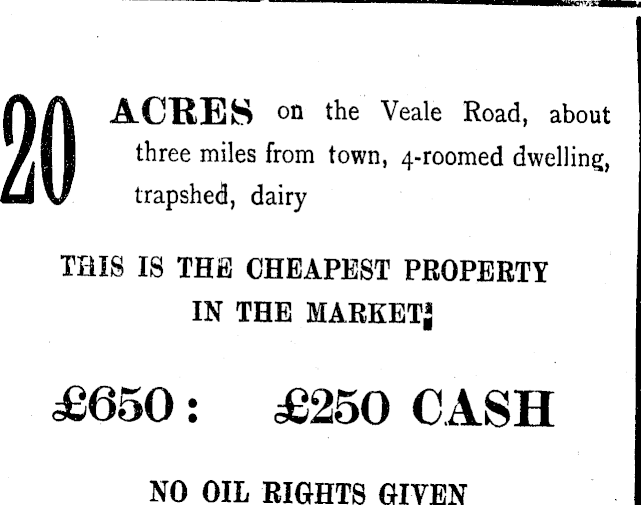 20 ACRES on the Veale Road, about
three miles from town, 4-roomed dwelling,
trapshed, dairy
THIS IS THE CHEAPEST PROPERTY
IN THE MARKET;
£650 : £250 CASH
NO OIL RIGHTS GIVEN